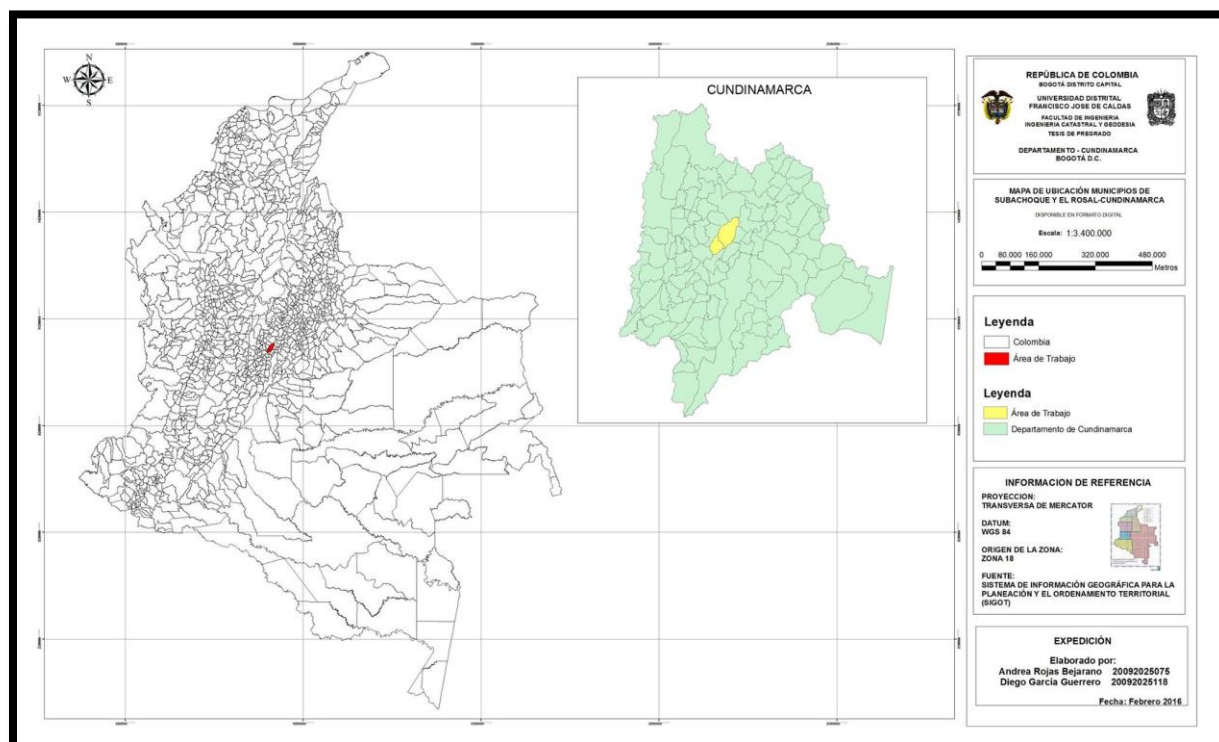 N
W E
S
CUNDINAMARCA
REPÚBLICA DE COLOMBIA
BOGOTÁ DISTRITO CAPITAL
UNIVERSIDAD DISTRITAL
FRANCISCO JOSE DE CALDAS
FACULTAD DE INGENIERIA
INGENIERIA CATASTRAL Y GEODESIA
TESIS DE PREGRADO
DEPARTAMENTO - CUNDINAMARCA
BOGOTÁ D.C.
MAPA DE UBICACIÓN MUNICIPIOS DE
SUBACHOQUE Y EL ROSAL-CUNDINAMARCA
DISPONIBLE EN FORMATO DIGITAL
Escala: 1:3.400.000
0 80.000 160.000 320.000 480.000
Metros
Leyenda
Colombia
Área de Trabajo
Leyenda
Área de Trabajo
Departamento de Cundinamarca
INFORMACION DE REFERENCIA
PROYECCION:
TRANSVERSA DE MERCATOR
DATUM:
WGS 84
ORIGEN DE LA ZONA:
ZONA 18
FUENTE:
SISTEMA DE INFORMACIÓN GEOGRÁFICA PARA LA
PLANEACIÓN Y EL ORDENAMIENTO TERRITORIAL
(SIGOT)
EXPEDICIÓN
Elaborado por:
Andrea Rojas Bejarano 20092025075
Diego García Guerrero 20092025118
Fecha: Febrero 2016